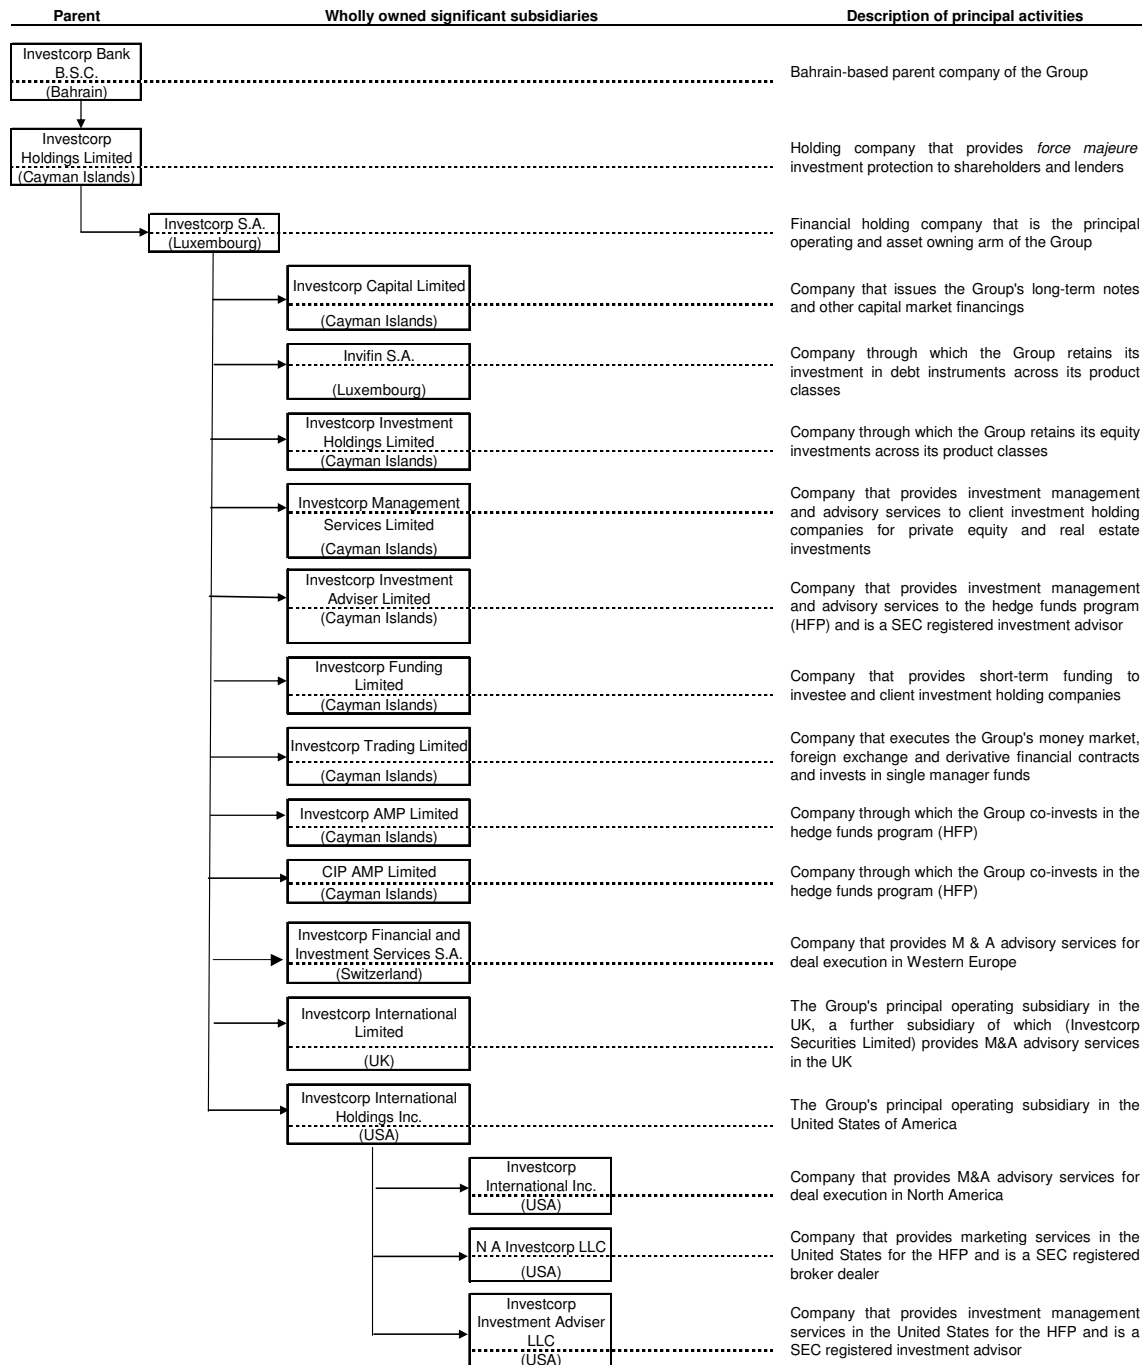 Parent Wholly owned significant subsidiaries Description of principal activities
Investcorp Bank
B.S.C.
(Bahrain)
Bahrain-based parent company of the Group
Investcorp
Holdings Limited
(Cayman Islands)
Holding company that provides force majeure
investment protection to shareholders and lenders
Investcorp S.A.
(Luxembourg)
Financial holding company that is the principal
operating and asset owning arm of the Group
Investcorp Capital Limited
(Cayman Islands)
Company that issues the Group's long-term notes
and other capital market financings
Invifin S.A.
(Luxembourg)
Company through which the Group retains its
investment in debt instruments across its product
classes
Investcorp Investment
Holdings Limited
(Cayman Islands)
Company through which the Group retains its equity
investments across its product classes
Investcorp Management
Services Limited
(Cayman Islands)
Company that provides investment management
and advisory services to client investment holding
companies for private equity and real estate
investments
Investcorp Investment
Adviser Limited
(Cayman Islands)
Company that provides investment management
and advisory services to the hedge funds program
(HFP) and is a SEC registered investment advisor
Investcorp Funding
Limited
(Cayman Islands)
Company that provides short-term funding to
investee and client investment holding companies
Investcorp Trading Limited
(Cayman Islands)
Company that executes the Group's money market,
foreign exchange and derivative financial contracts
and invests in single manager funds
Investcorp AMP Limited
(Cayman Islands)
Company through which the Group co-invests in the
hedge funds program (HFP)
CIP AMP Limited
(Cayman Islands)
Company through which the Group co-invests in the
hedge funds program (HFP)
Investcorp Financial and
Investment Services S.A.
(Switzerland)
Company that provides M & A advisory services for
deal execution in Western Europe
Investcorp International
Limited
(UK)
The Group's principal operating subsidiary in the
UK, a further subsidiary of which (Investcorp
Securities Limited) provides M&A advisory services
in the UK
Investcorp International
Holdings Inc.
(USA)
The Group's principal operating subsidiary in the
United States of America
Investcorp
International Inc.
(USA)
Company that provides M&A advisory services for
deal execution in North America
N A Investcorp LLC
(USA)
Company that provides marketing services in the
United States for the HFP and is a SEC registered
broker dealer
Investcorp
Investment Adviser
LLC
(USA)
Company that provides investment management
services in the United States for the HFP and is a
SEC registered investment advisor